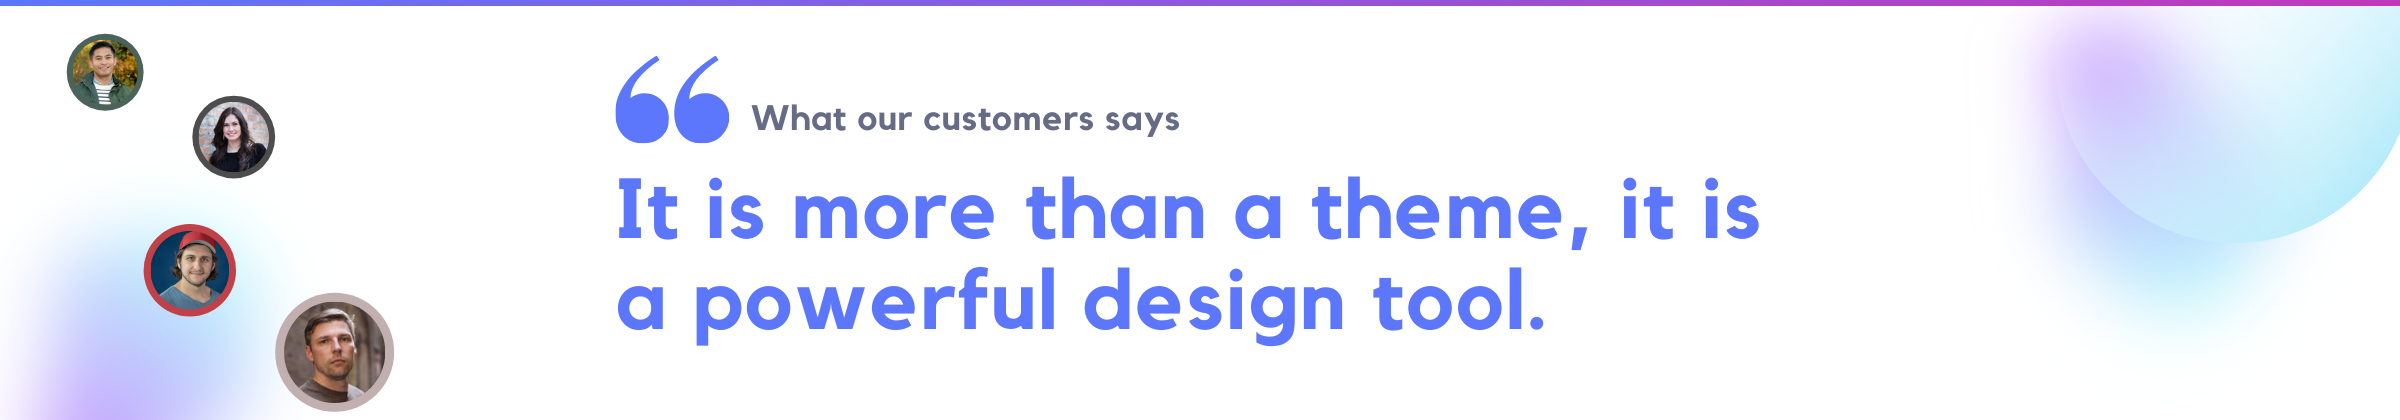 What our customers says
It is more than a theme, it is
a powerful design tool.